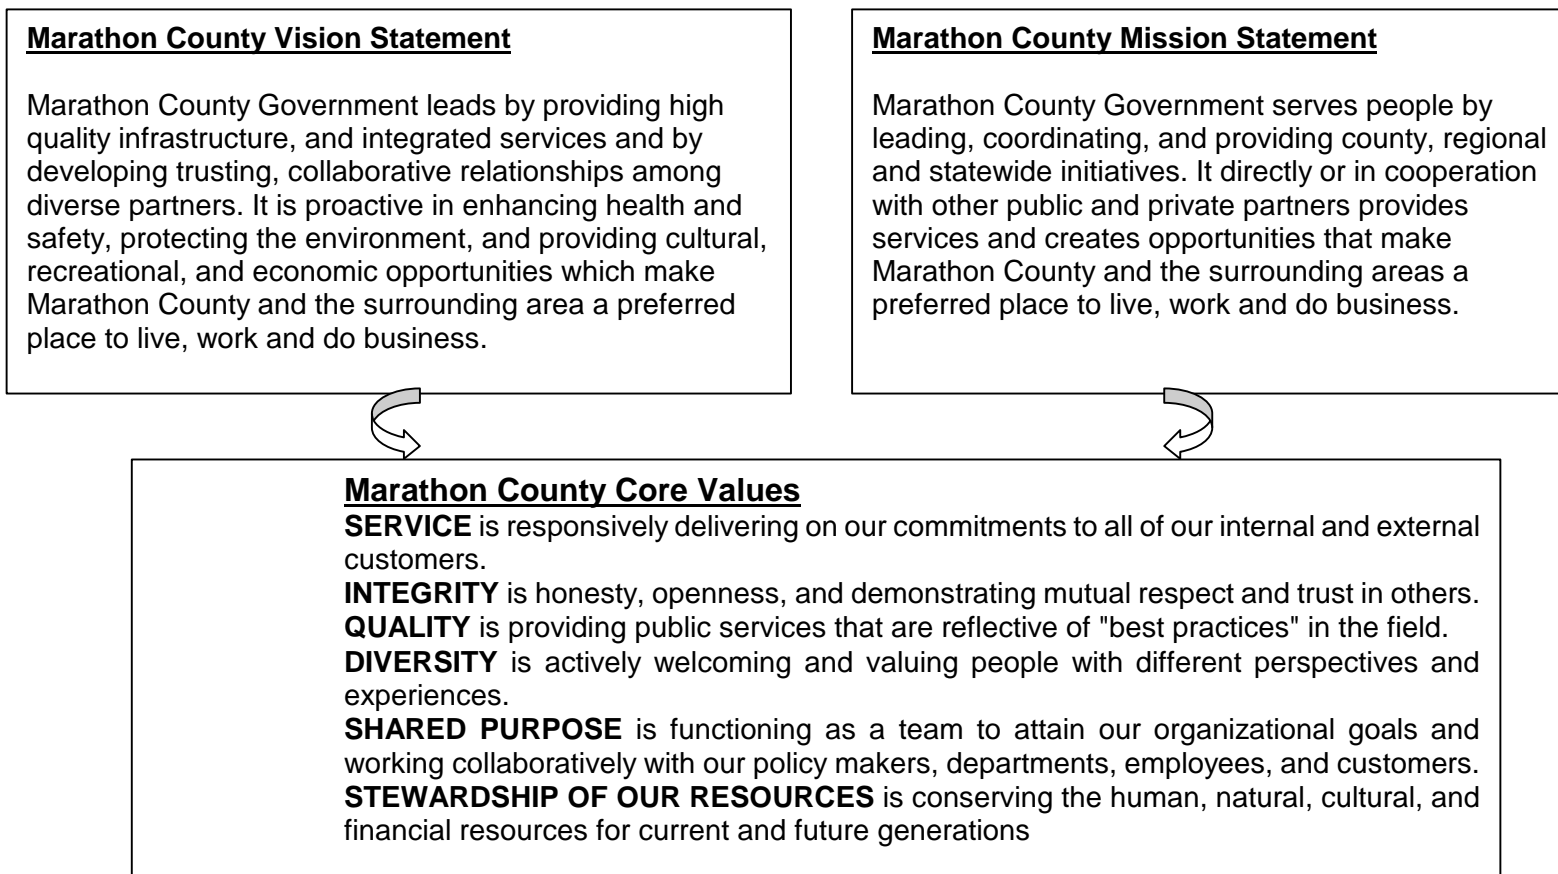 Marathon County Vision Statement
Marathon County Government leads by providing high
quality infrastructure, and integrated services and by
developing trusting, collaborative relationships among
diverse partners. It is proactive in enhancing health and
safety, protecting the environment, and providing cultural,
recreational, and economic opportunities which make
Marathon County and the surrounding area a preferred
place to live, work and do business.
Marathon County Mission Statement
Marathon County Government serves people by
leading, coordinating, and providing county, regional
and statewide initiatives. It directly or in cooperation
with other public and private partners provides
services and creates opportunities that make
Marathon County and the surrounding areas a
preferred place to live, work and do business.
Marathon County Core Values
SERVICE is responsively delivering on our commitments to all of our internal and external
customers.
INTEGRITY is honesty, openness, and demonstrating mutual respect and trust in others.
QUALITY is providing public services that are reflective of "best practices" in the field.
DIVERSITY is actively welcoming and valuing people with different perspectives and
experiences.
SHARED PURPOSE is functioning as a team to attain our organizational goals and
working collaboratively with our policy makers, departments, employees, and customers.
STEWARDSHIP OF OUR RESOURCES is conserving the human, natural, cultural, and
financial resources for current and future generations